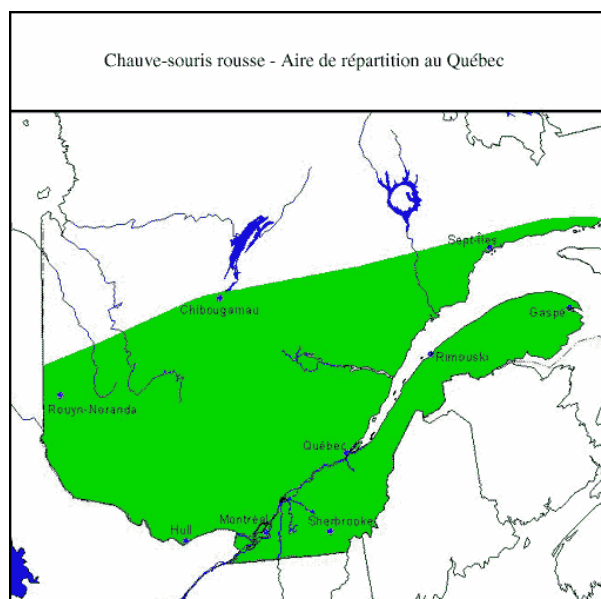 Chauve-souris rousse - Aire de répartition au Québec
Sept-Îles
Chibougamau
Gaspé
Rimouski
Rouyn-Noranda
Québec
Montréal
Sherbrooke
Hull